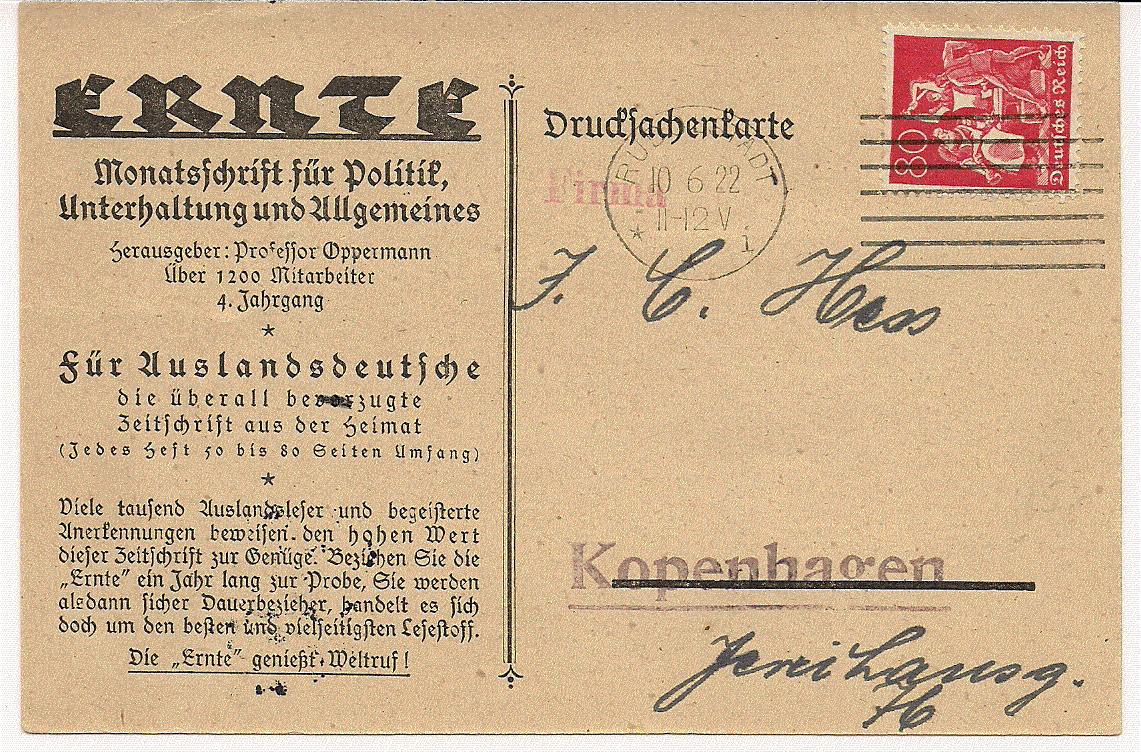 ERNTE
Monatsschrift für Politik,
Unterhaltung und Allgemeines
Herausgeber: Professor Oppermann
Über 1200 Mitarbeiter
4. Jahrgang
*
Für Auslandsdeutsche
die überall bevorzugte
Zeitschrift aus der Heimat
(Jedes Heft 50 bis 80 Seiten Umfang)
*
Viele tausend Auslandsleser und begeisterte
Anerkennungen beweisen den hohen Wert
dieser Zeitschrift zur Genüge. Beziehen Sie die
„Ernte" ein Jahr lang zur Probe, Sie werden
alsdann sicher Dauerbezieher, handelt es sich
doch um den besten und vielseitigsten Lesestoff.
Die „Ernte" genießt Weltruf!
Drucksachenkarte
80
Deutsches Reich
10 6 22
11-12 V
* i
Firma
J. C. Hess
Kopenhagen